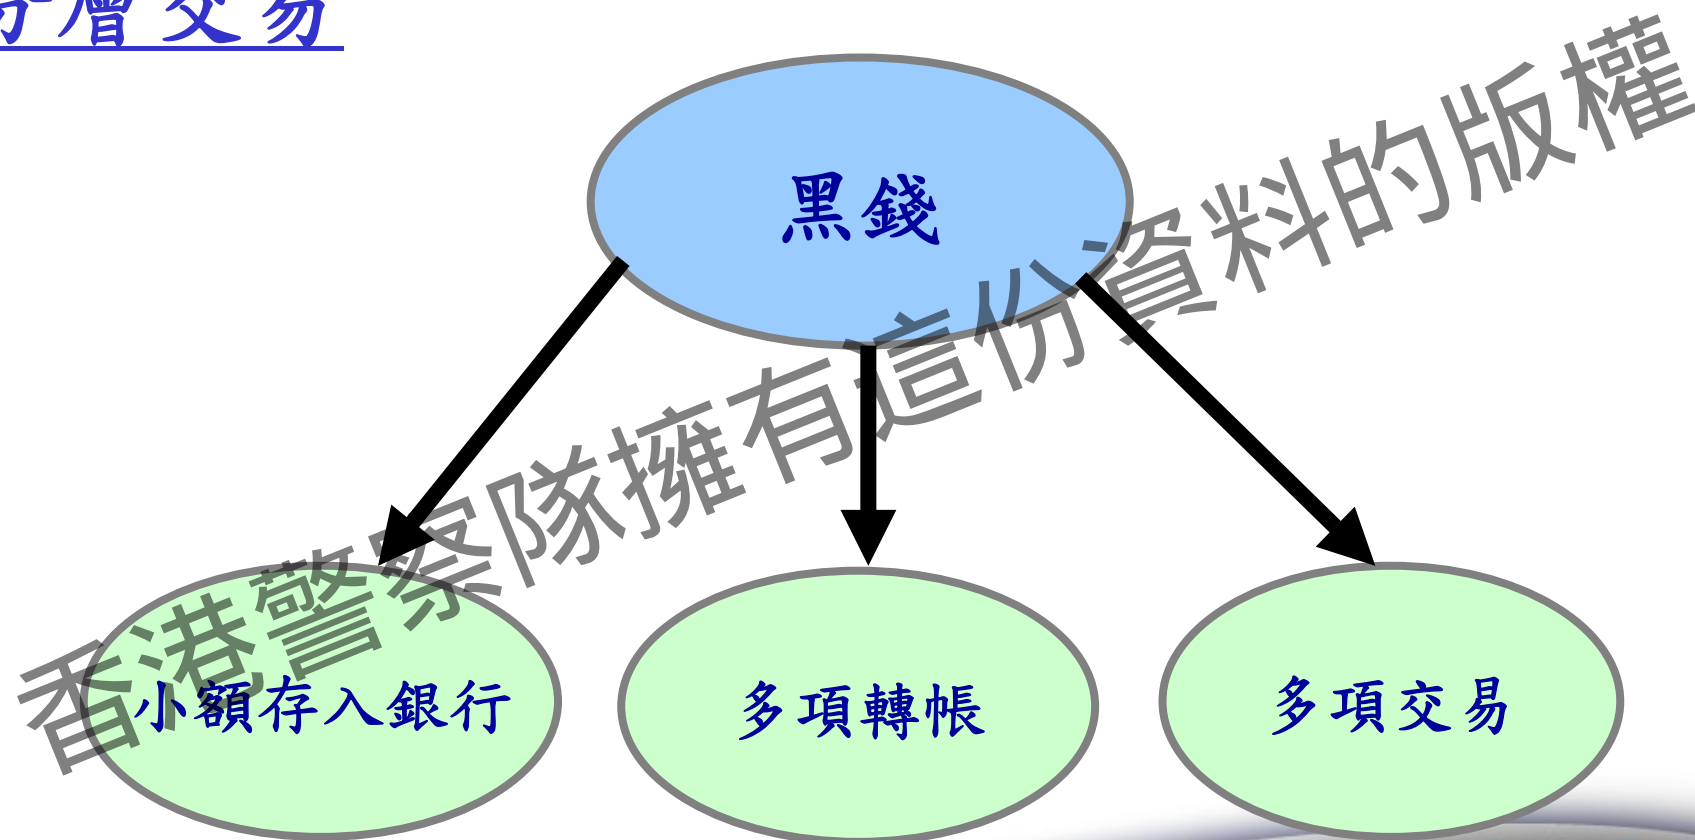 分層交易
黑錢
小額存入銀行
多項轉帳
多項交易
香港警察隊擁有這份資料的版權